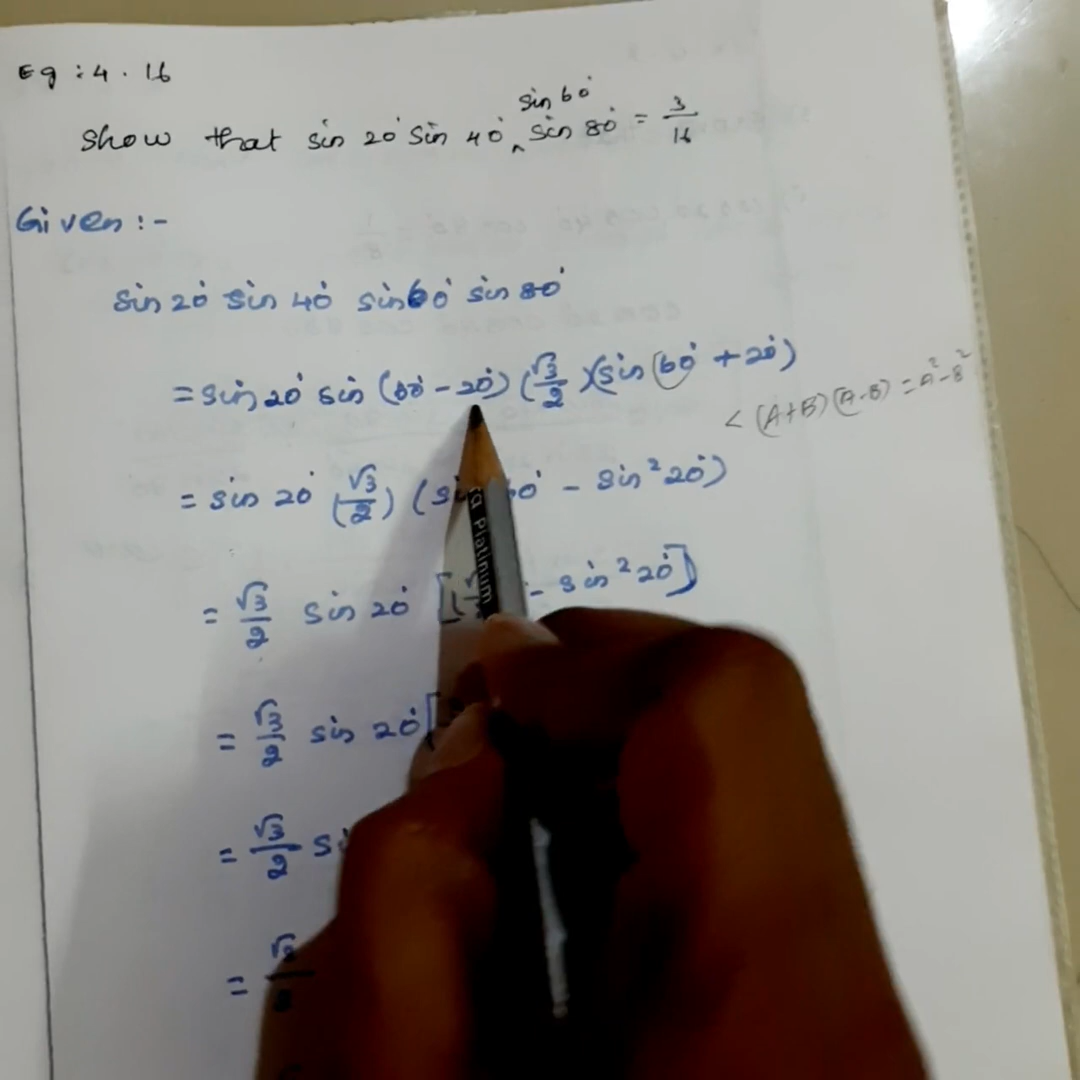 Eg : 4 . 16
sin 60°
Show that sin 20° sin 40° ‸ sin 80° = 3/16
Given :-
sin 20° sin 40° sin 60° sin 80°
= sin 20° sin (60° - 20°) (√3/2) (sin (60° + 20°)
< (A+B) (A-B) = A² - B²
= sin 20° (√3/2) ( 60° - sin² 20°)
= √3/2 sin 20° [( - sin² 20°]
= √3/2 sin 20° [
= √3/2
=
Platinum